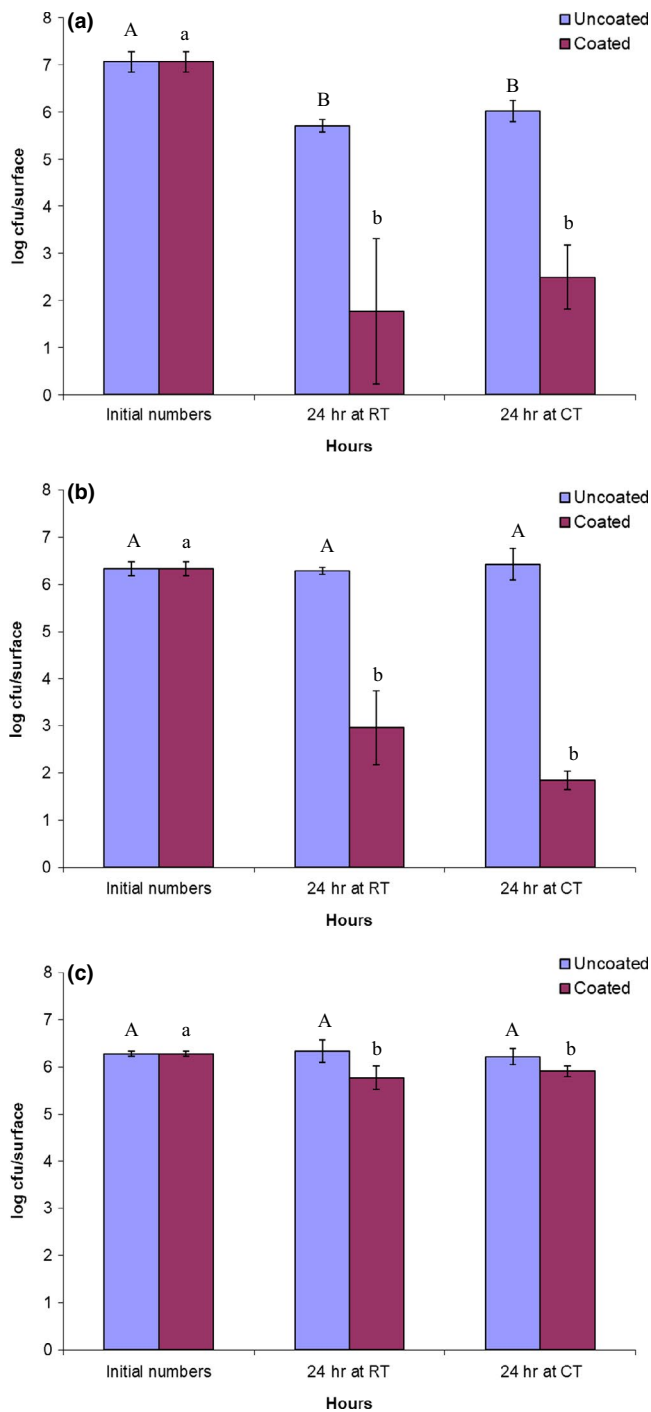 (a)
Uncoated
Coated
8
7
6
5
4
3
2
1
0
log cfu/surface
A a B b B b
Initial numbers 24 hr at RT 24 hr at CT
Hours
(b)
Uncoated
Coated
8
7
6
5
4
3
2
1
0
log cfu/surface
A a A b A b
Initial numbers 24 hr at RT 24 hr at CT
Hours
(c)
Uncoated
Coated
8
7
6
5
4
3
2
1
0
log cfu/surface
A a A b A b
Initial numbers 24 hr at RT 24 hr at CT
Hours